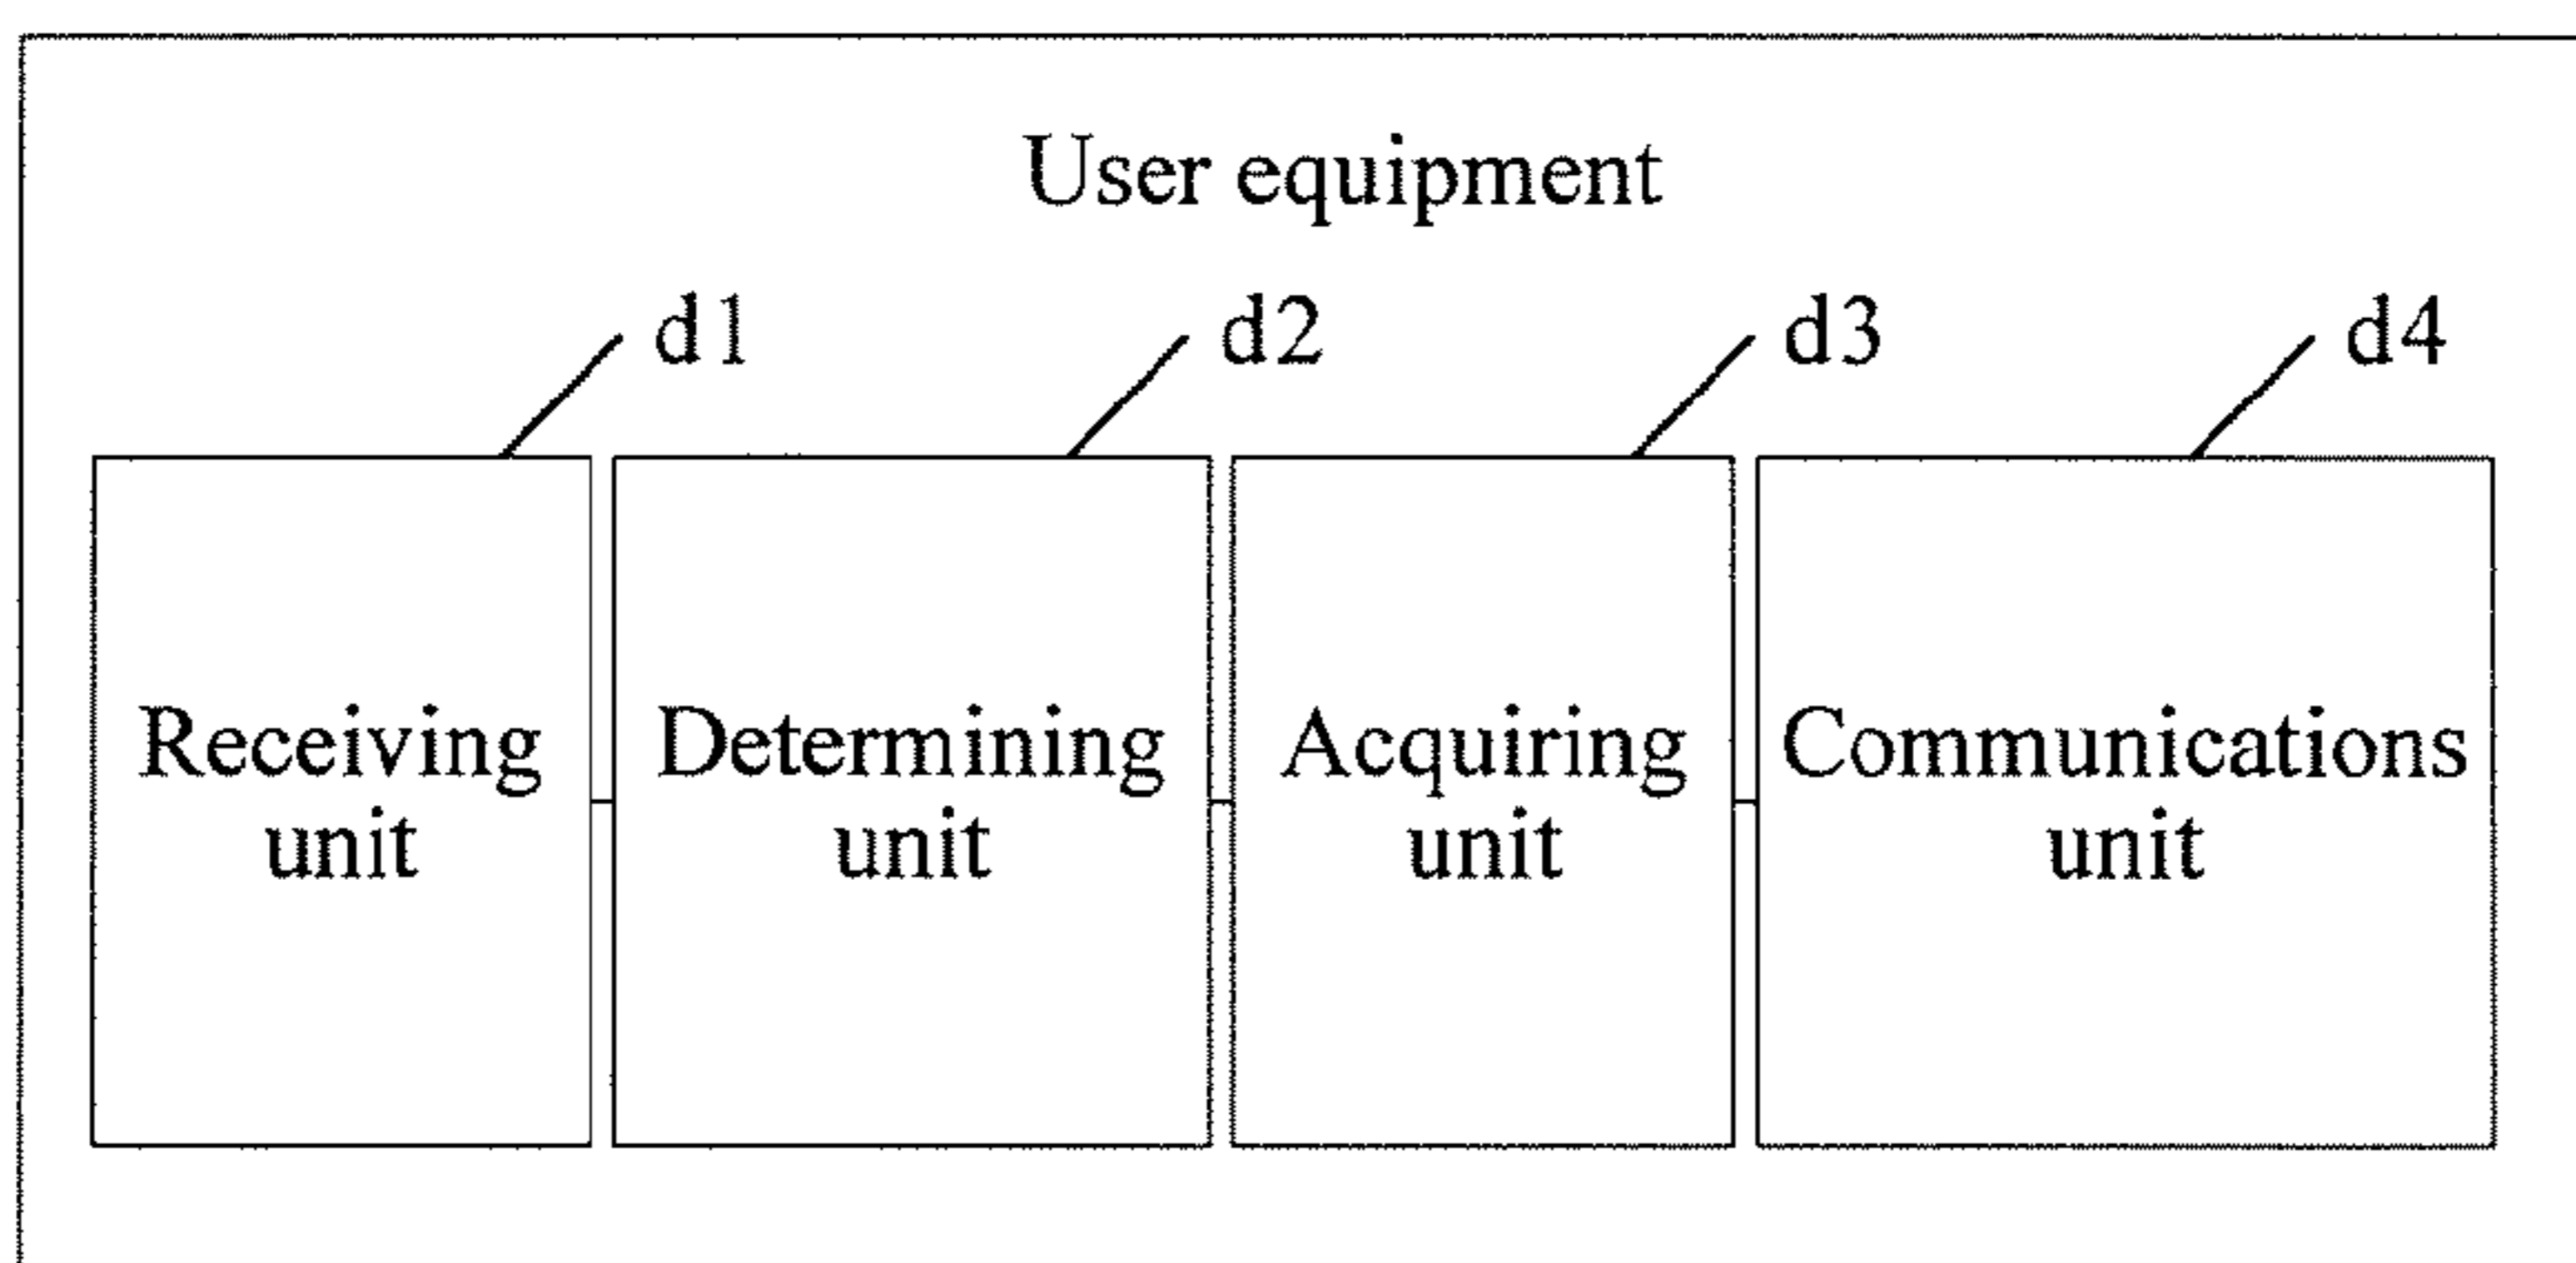 User equipment
d1
d2
d3
d4
Receiving
unit
Determining
unit
Acquiring
unit
Communications
unit